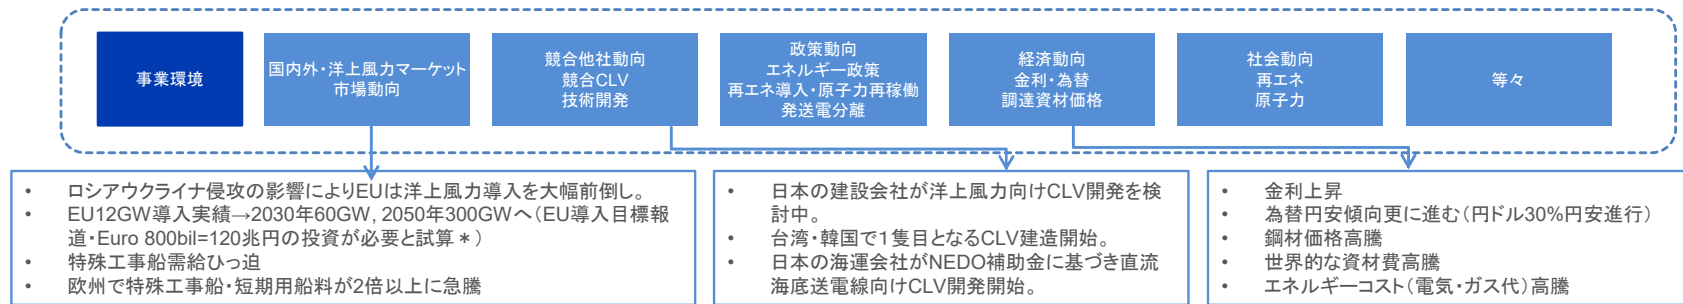 事業環境
国内外・洋上風力マーケット
市場動向
競合他社動向
競合CLV
技術開発
政策動向
エネルギー政策
再エネ導入・原子力再稼働
発送電分離
経済動向
金利・為替
調達資材価格
社会動向
再エネ
原子力
等々
• ロシアウクライナ侵攻の影響によりEUは洋上風力導入を大幅前倒し。
• EU12GW導入実績→2030年60GW, 2050年300GWへ(EU導入目標報
道・Euro 800bil=120兆円の投資が必要と試算＊)
• 特殊工事船需給ひっ迫
• 欧州で特殊工事船・短期用船料が2倍以上に急騰
• 日本の建設会社が洋上風力向けCLV開発を検
討中。
• 台湾・韓国で１隻目となるCLV建造開始。
• 日本の海運会社がNEDO補助金に基づき直流
海底送電線向けCLV開発開始。
• 金利上昇
• 為替円安傾向更に進む(円ドル30%円安進行)
• 鋼材価格高騰
• 世界的な資材費高騰
• エネルギーコスト(電気・ガス代)高騰